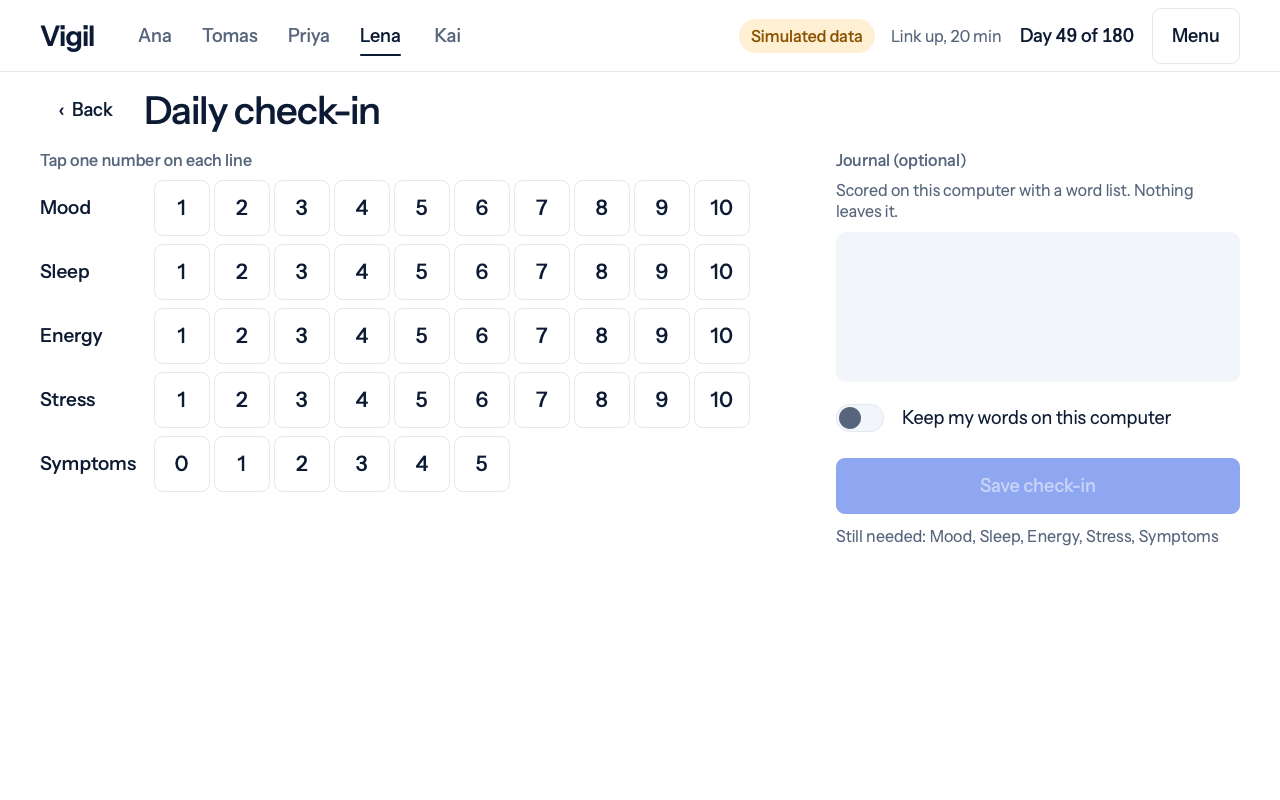 Vigil
Ana Tomas Priya Lena Kai
Simulated data Link up, 20 min Day 49 of 180 Menu
‹ Back
Daily check-in
Tap one number on each line
Mood 1 2 3 4 5 6 7 8 9 10
Sleep 1 2 3 4 5 6 7 8 9 10
Energy 1 2 3 4 5 6 7 8 9 10
Stress 1 2 3 4 5 6 7 8 9 10
Symptoms 0 1 2 3 4 5
Journal (optional)
Scored on this computer with a word list. Nothing
leaves it.
Keep my words on this computer
Save check-in
Still needed: Mood, Sleep, Energy, Stress, Symptoms